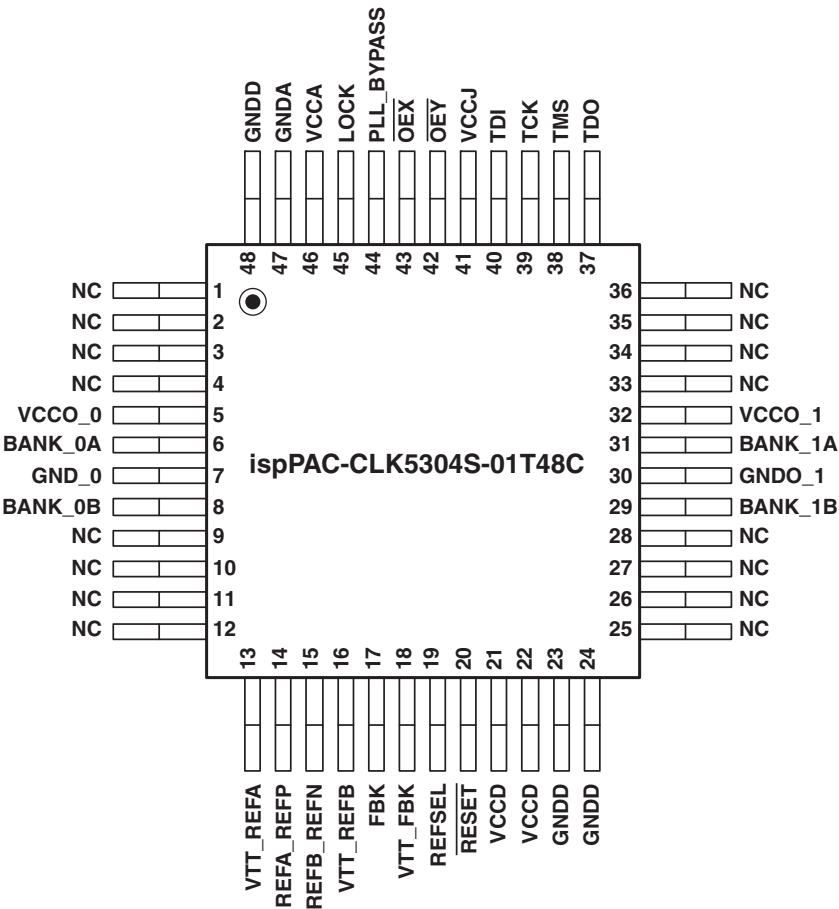 GNDD
GNDA
VCCA
LOCK
PLL_BYPASS
OEX
OEY
VCCJ
TDI
TCK
TMS
TDO
48
47
46
45
44
43
42
41
40
39
38
37
NC 1
NC 2
NC 3
NC 4
VCCO_0 5
BANK_0A 6
GND_0 7
BANK_0B 8
NC 9
NC 10
NC 11
NC 12
ispPAC-CLK5304S-01T48C
36 NC
35 NC
34 NC
33 NC
32 VCCO_1
31 BANK_1A
30 GNDO_1
29 BANK_1B
28 NC
27 NC
26 NC
25 NC
13
14
15
16
17
18
19
20
21
22
23
24
VTT_REFA
REFA_REFP
REFB_REFN
VTT_REFB
FBK
VTT_FBK
REFSEL
RESET
VCCD
VCCD
GNDD
GNDD